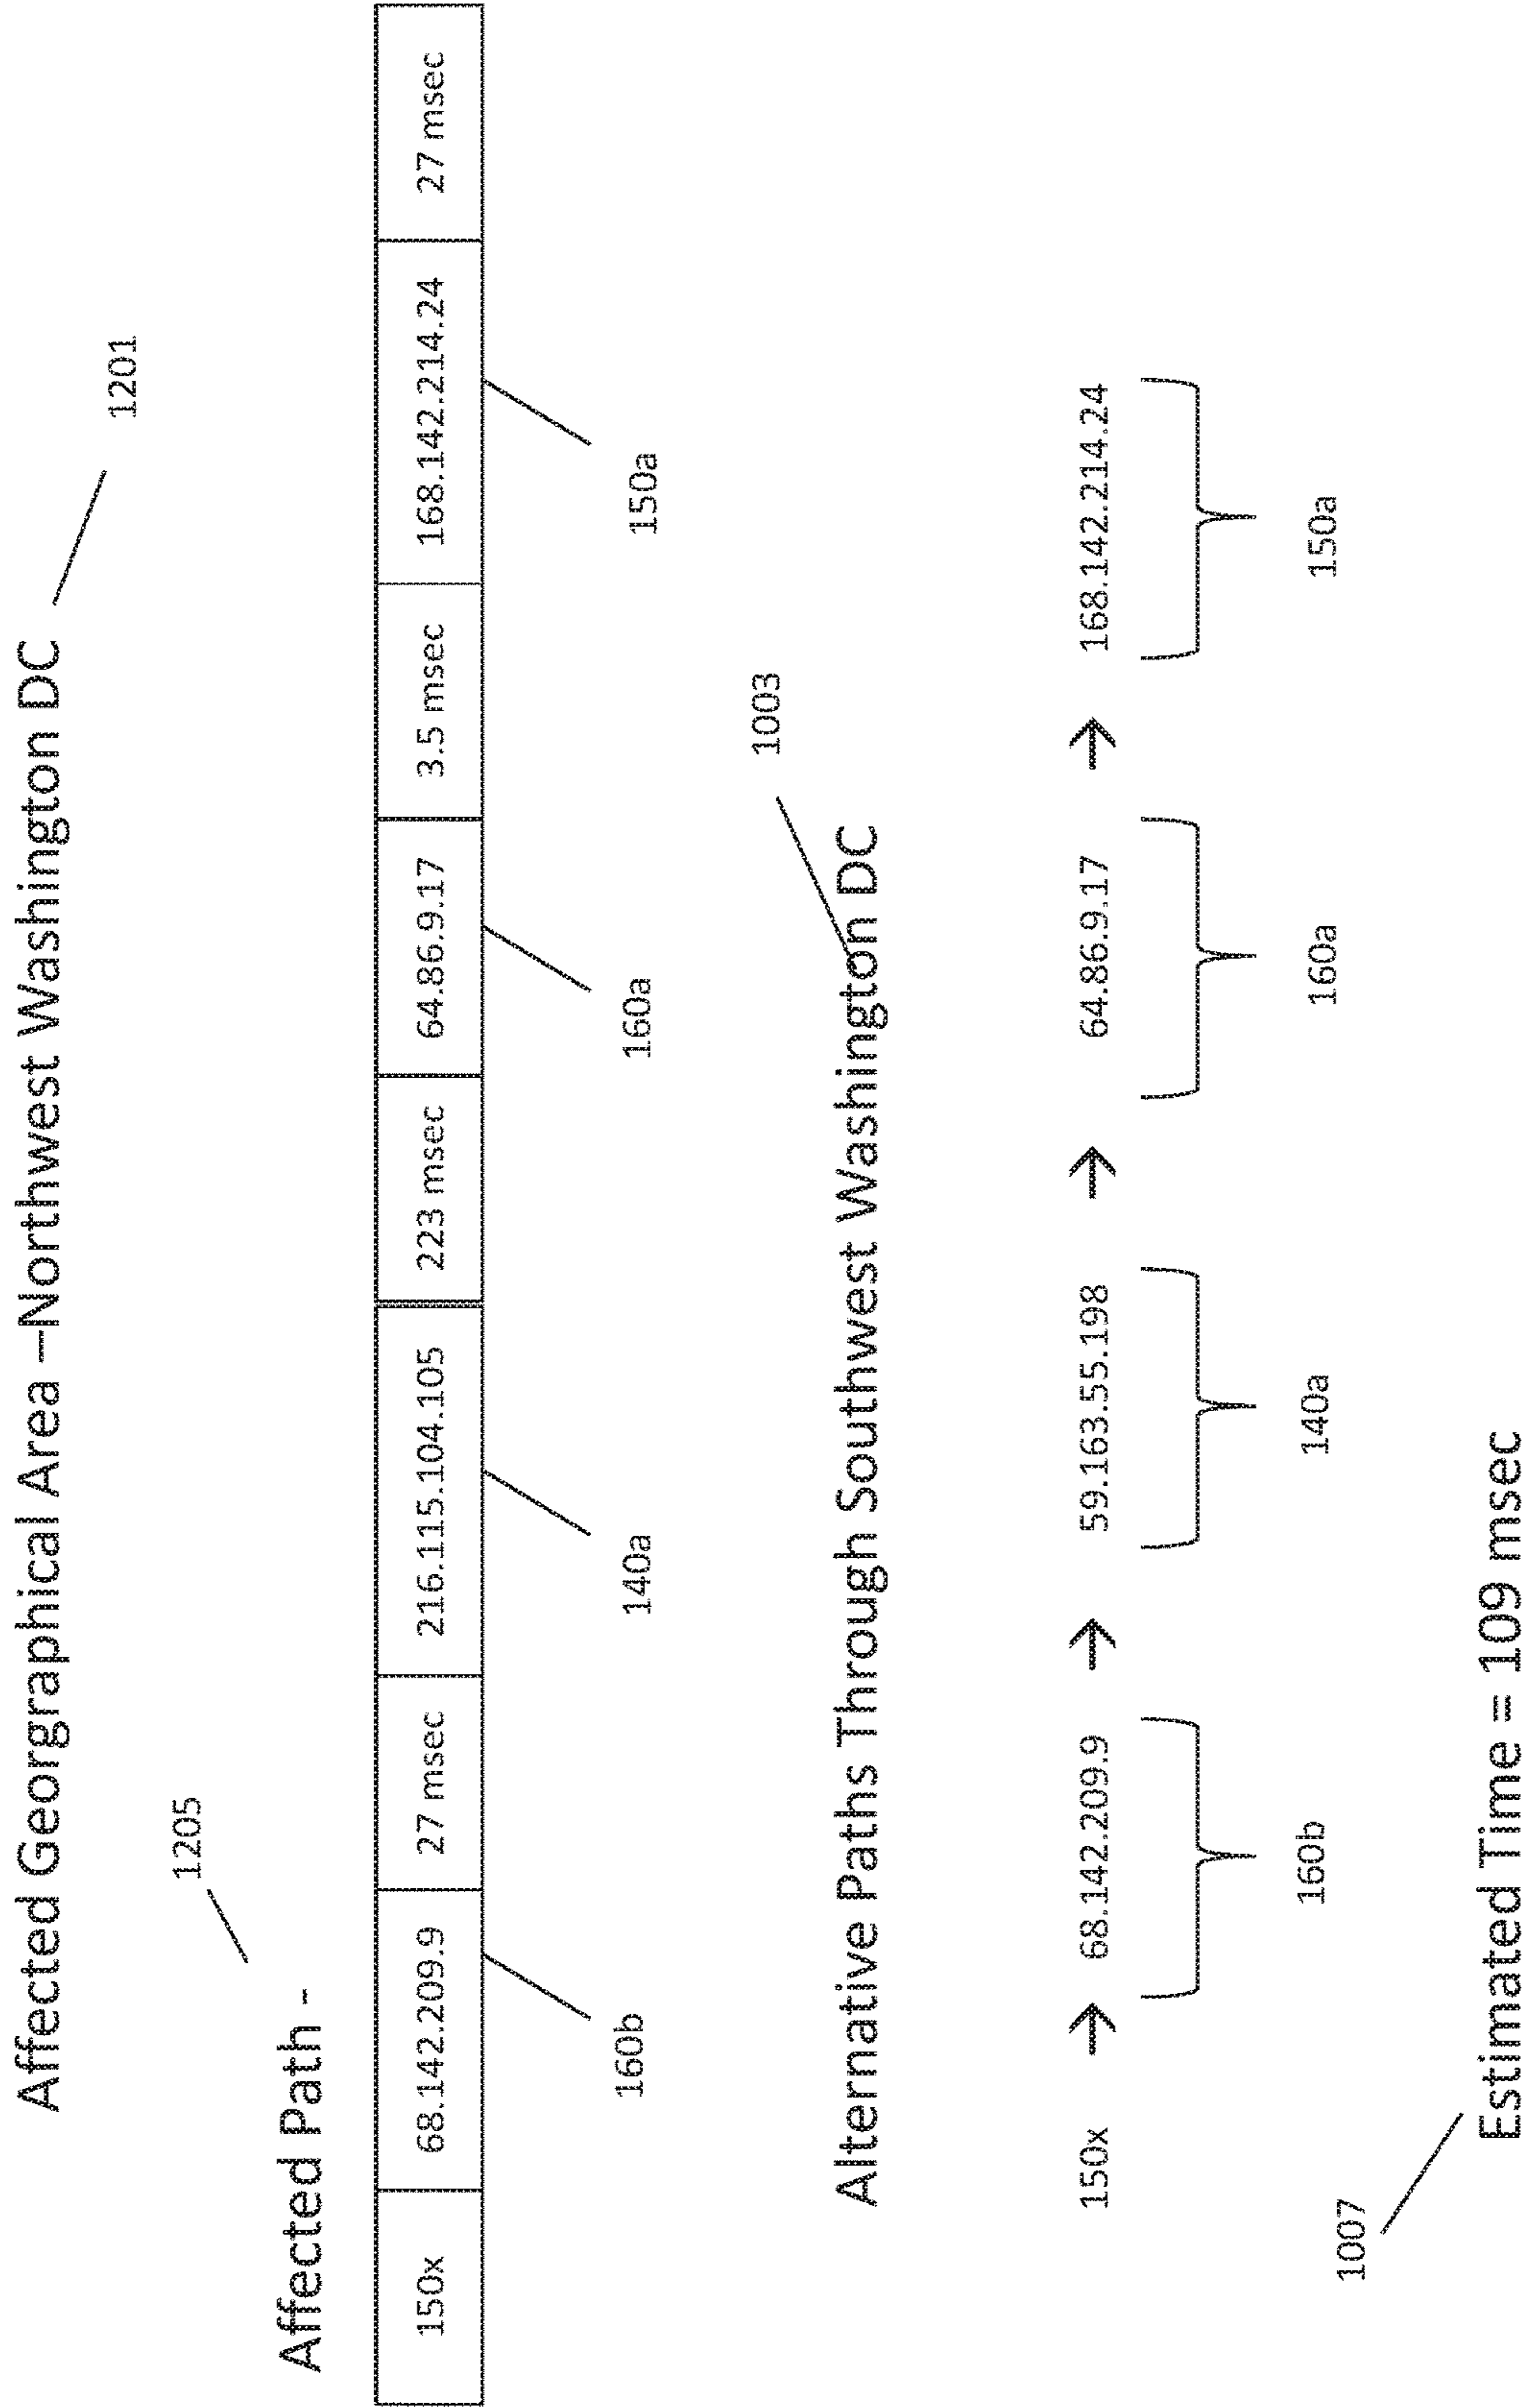 Affected Georgraphical Area –Northwest Washington DC
1201
1205
Affected Path -
150x 68.142.209.9 27 msec 216.115.104.105 223 msec 64.86.9.17 3.5 msec 168.142.214.24 27 msec
160b 140a 160a 150a
1003
Alternative Paths Through Southwest Washington DC
150x → 68.142.209.9 → 59.163.55.198 → 64.86.9.17 → 168.142.214.24
160b 140a 160a 150a
1007
Estimated Time = 109 msec